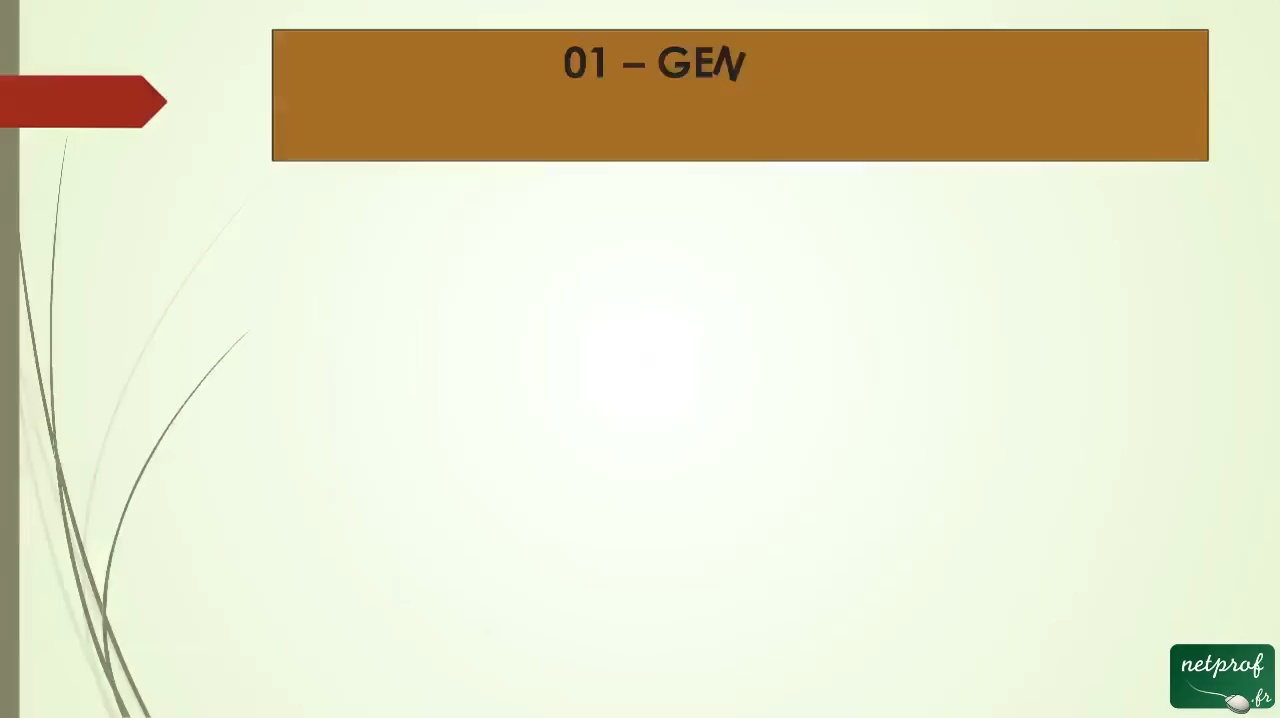 01 – GEN
netprof
.fr